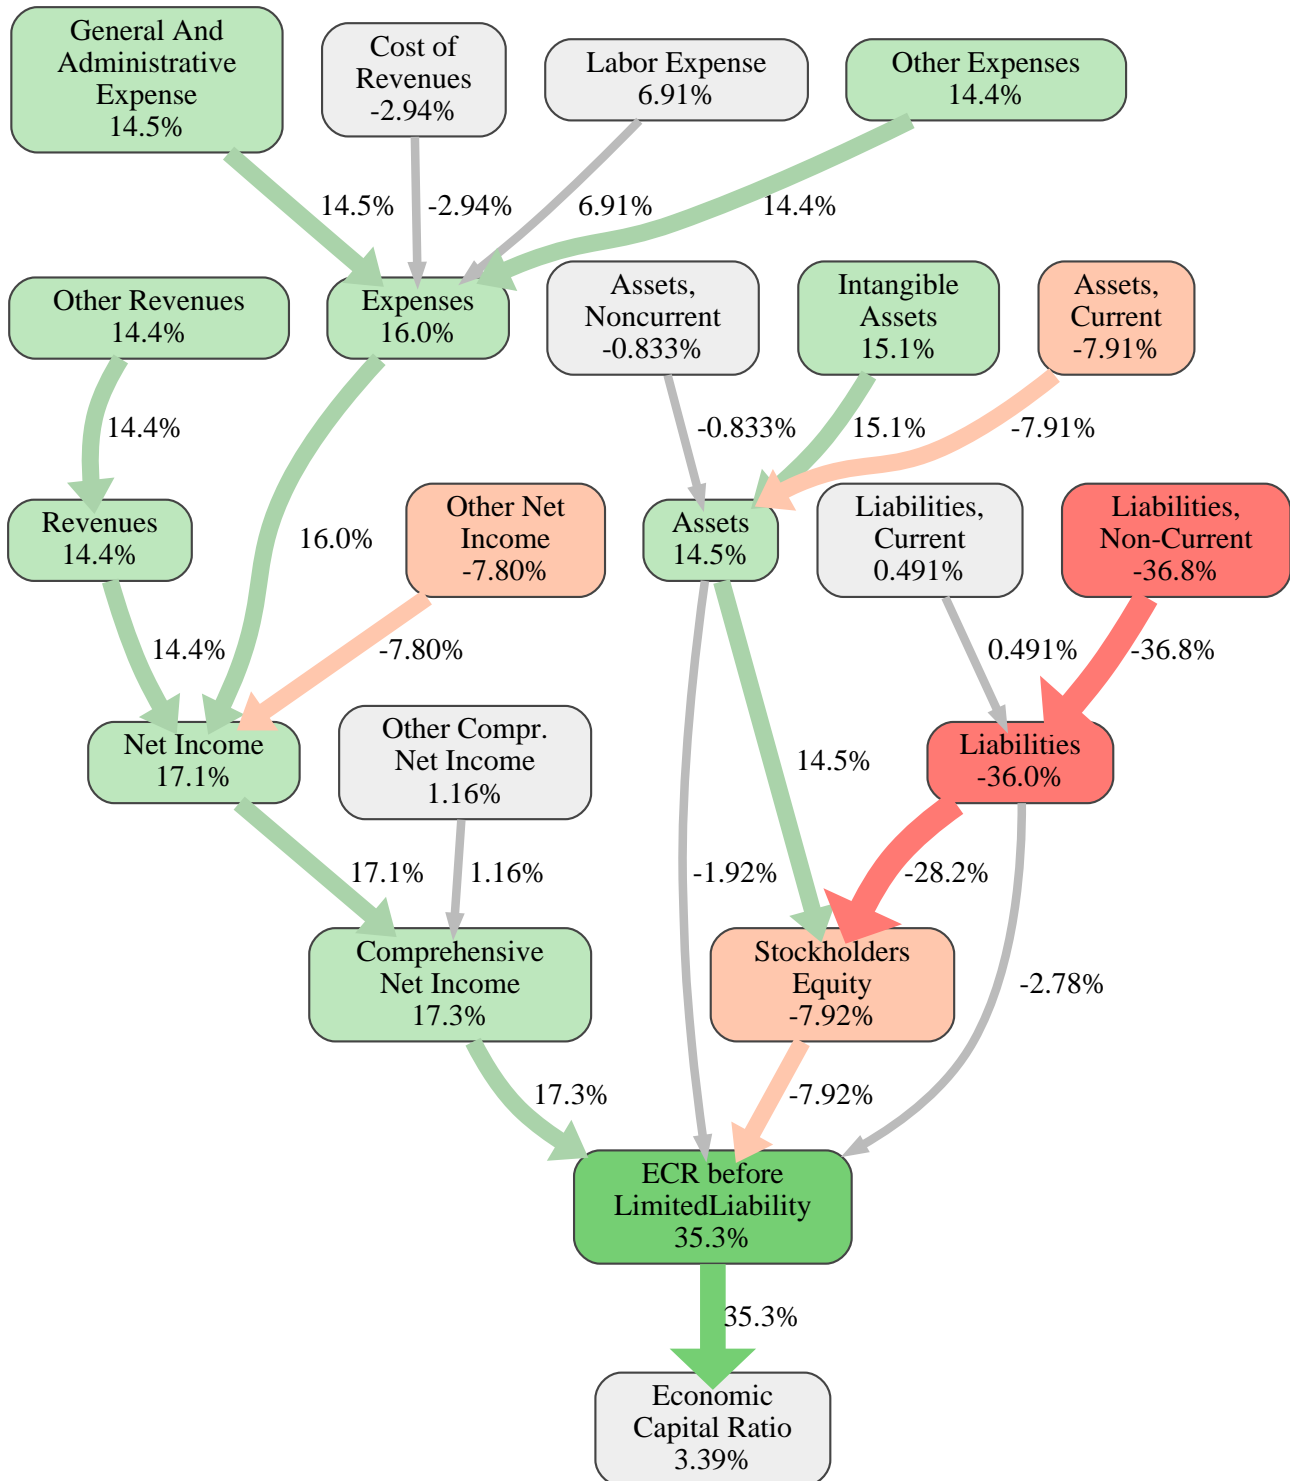 General And
Administrative
Expense
14.5%
Cost of
Revenues
-2.94%
Labor Expense
6.91%
Other Expenses
14.4%
14.5%
-2.94%
6.91%
14.4%
Other Revenues
14.4%
Expenses
16.0%
Assets,
Noncurrent
-0.833%
Intangible
Assets
15.1%
Assets,
Current
-7.91%
14.4%
-0.833%
15.1%
-7.91%
Revenues
14.4%
16.0%
Other Net
Income
-7.80%
Assets
14.5%
Liabilities,
Current
0.491%
Liabilities,
Non-Current
-36.8%
14.4%
-7.80%
0.491%
-36.8%
Net Income
17.1%
Other Compr.
Net Income
1.16%
14.5%
Liabilities
-36.0%
17.1%
1.16%
-1.92%
-28.2%
Comprehensive
Net Income
17.3%
Stockholders
Equity
-7.92%
-2.78%
17.3%
-7.92%
ECR before
LimitedLiability
35.3%
35.3%
Economic
Capital Ratio
3.39%